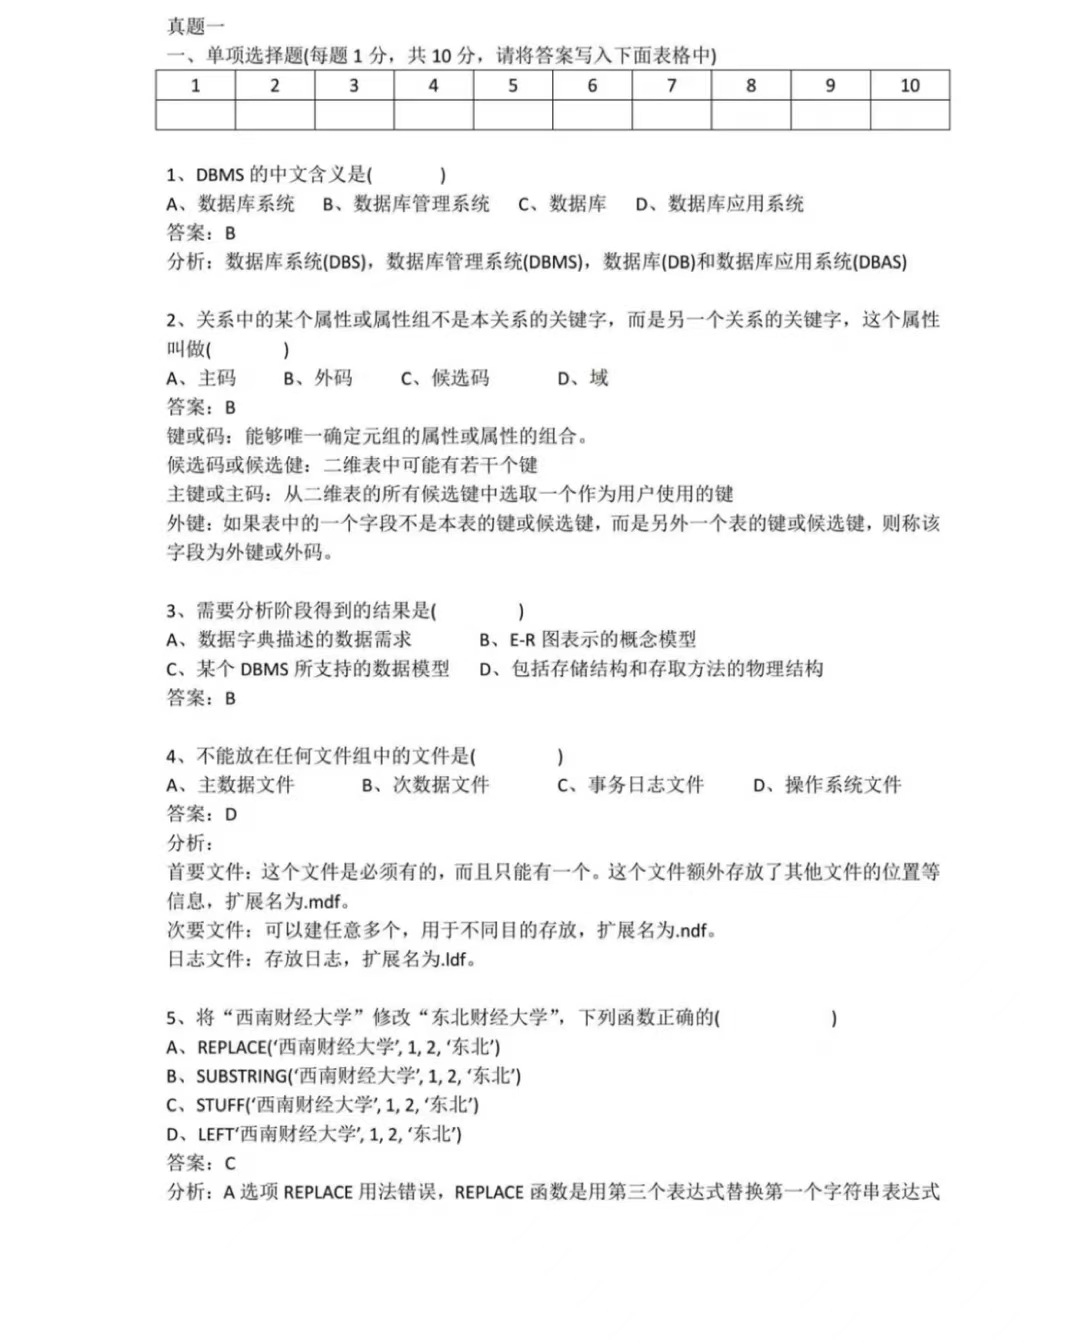 真题一
一、单项选择题(每题 1 分，共 10 分，请将答案写入下面表格中)
1 2 3 4 5 6 7 8 9 10
1、DBMS 的中文含义是( )
A、数据库系统 B、数据库管理系统 C、数据库 D、数据库应用系统
答案：B
分析：数据库系统(DBS)，数据库管理系统(DBMS)，数据库(DB)和数据库应用系统(DBAS)
2、关系中的某个属性或属性组不是本关系的关键字，而是另一个关系的关键字，这个属性
叫做( )
A、主码 B、外码 C、候选码 D、域
答案：B
键或码：能够唯一确定元组的属性或属性的组合。
候选码或候选健：二维表中可能有若干个键
主键或主码：从二维表的所有候选键中选取一个作为用户使用的键
外键：如果表中的一个字段不是本表的键或候选键，而是另外一个表的键或候选键，则称该
字段为外键或外码。
3、需要分析阶段得到的结果是( )
A、数据字典描述的数据需求 B、E-R 图表示的概念模型
C、某个 DBMS 所支持的数据模型 D、包括存储结构和存取方法的物理结构
答案：B
4、不能放在任何文件组中的文件是( )
A、主数据文件 B、次数据文件 C、事务日志文件 D、操作系统文件
答案：D
分析：
首要文件：这个文件是必须有的，而且只能有一个。这个文件额外存放了其他文件的位置等
信息，扩展名为.mdf。
次要文件：可以建任意多个，用于不同目的存放，扩展名为.ndf。
日志文件：存放日志，扩展名为.ldf。
5、将“西南财经大学”修改“东北财经大学”，下列函数正确的( )
A、REPLACE(‘西南财经大学’, 1, 2, ‘东北’)
B、SUBSTRING(‘西南财经大学’, 1, 2, ‘东北’)
C、STUFF(‘西南财经大学’, 1, 2, ‘东北’)
D、LEFT‘西南财经大学’, 1, 2, ‘东北’)
答案：C
分析：A 选项 REPLACE 用法错误，REPLACE 函数是用第三个表达式替换第一个字符串表达式